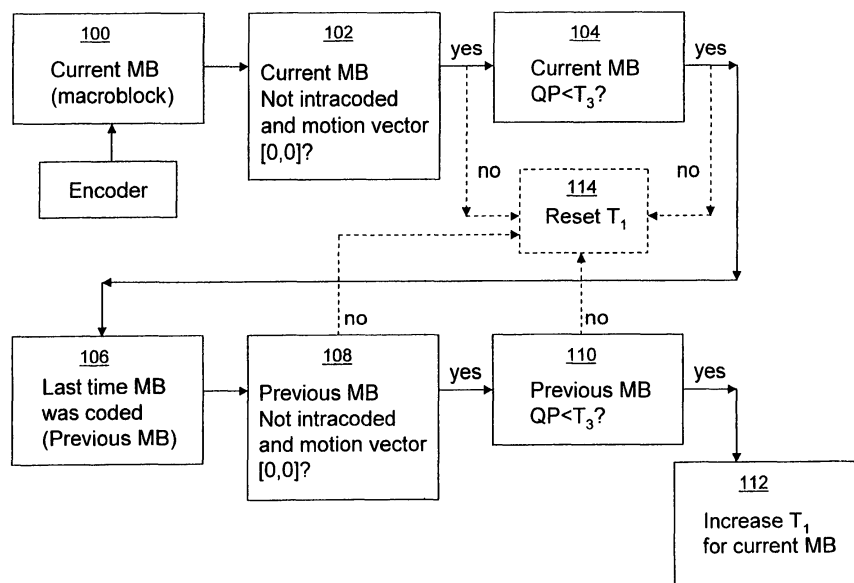 100
Current MB
(macroblock)
Encoder
102
Current MB
Not intracoded
and motion vector
[0,0]?
yes
no
104
Current MB
QP<T₃?
yes
no
114
Reset T₁
106
Last time MB
was coded
(Previous MB)
no
108
Previous MB
Not intracoded
and motion vector
[0,0]?
yes
no
110
Previous MB
QP<T₃?
yes
112
Increase T₁
for current MB